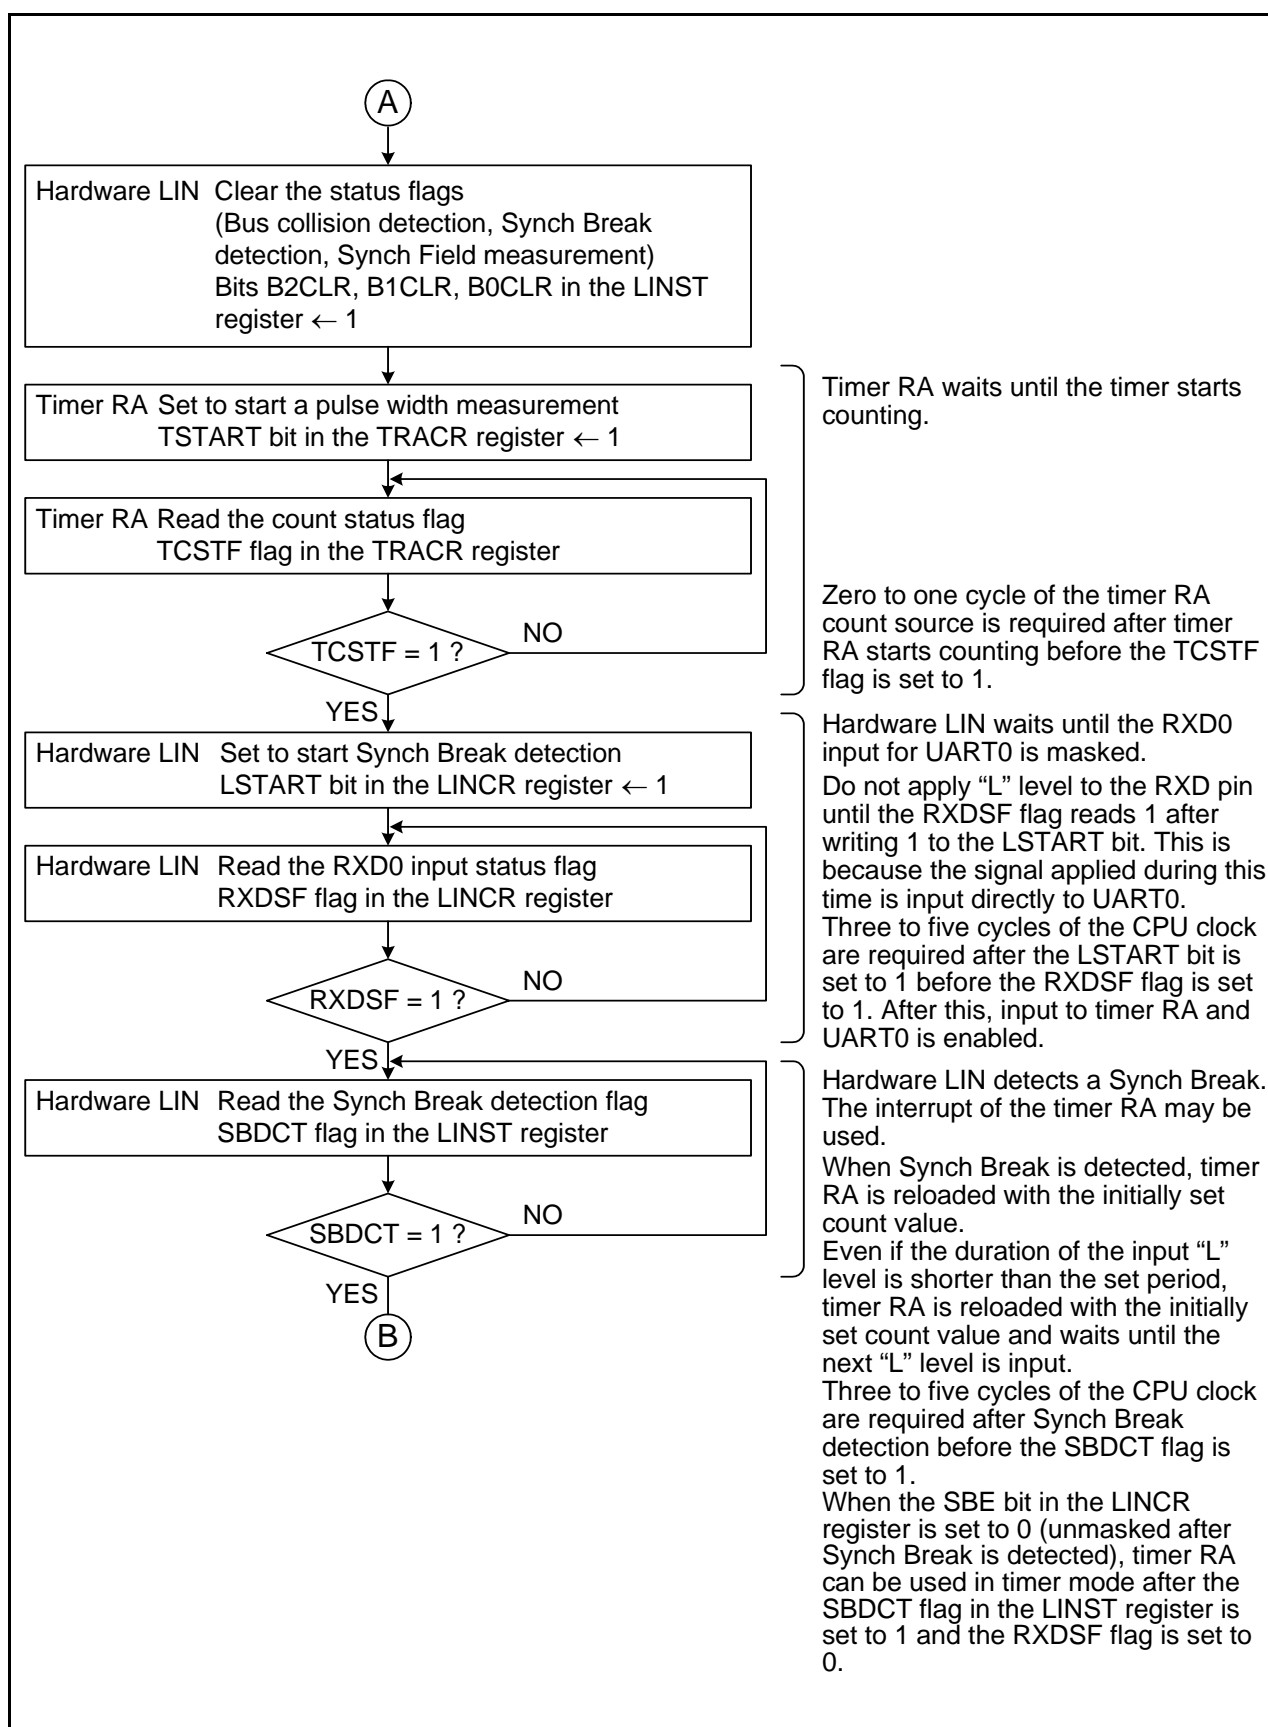 A
Hardware LIN Clear the status flags
(Bus collision detection, Synch Break
detection, Synch Field measurement)
Bits B2CLR, B1CLR, B0CLR in the LINST
register ← 1
Timer RA Set to start a pulse width measurement
TSTART bit in the TRACR register ← 1
Timer RA waits until the timer starts
counting.
Timer RA Read the count status flag
TCSTF flag in the TRACR register
TCSTF = 1 ?
NO
YES
Zero to one cycle of the timer RA
count source is required after timer
RA starts counting before the TCSTF
flag is set to 1.
Hardware LIN Set to start Synch Break detection
LSTART bit in the LINCR register ← 1
Hardware LIN Read the RXD0 input status flag
RXDSF flag in the LINCR register
RXDSF = 1 ?
NO
YES
Hardware LIN waits until the RXD0
input for UART0 is masked.
Do not apply “L” level to the RXD pin
until the RXDSF flag reads 1 after
writing 1 to the LSTART bit. This is
because the signal applied during this
time is input directly to UART0.
Three to five cycles of the CPU clock
are required after the LSTART bit is
set to 1 before the RXDSF flag is set
to 1. After this, input to timer RA and
UART0 is enabled.
Hardware LIN Read the Synch Break detection flag
SBDCT flag in the LINST register
SBDCT = 1 ?
NO
YES
B
Hardware LIN detects a Synch Break.
The interrupt of the timer RA may be
used.
When Synch Break is detected, timer
RA is reloaded with the initially set
count value.
Even if the duration of the input “L”
level is shorter than the set period,
timer RA is reloaded with the initially
set count value and waits until the
next “L” level is input.
Three to five cycles of the CPU clock
are required after Synch Break
detection before the SBDCT flag is
set to 1.
When the SBE bit in the LINCR
register is set to 0 (unmasked after
Synch Break is detected), timer RA
can be used in timer mode after the
SBDCT flag in the LINST register is
set to 1 and the RXDSF flag is set to
0.